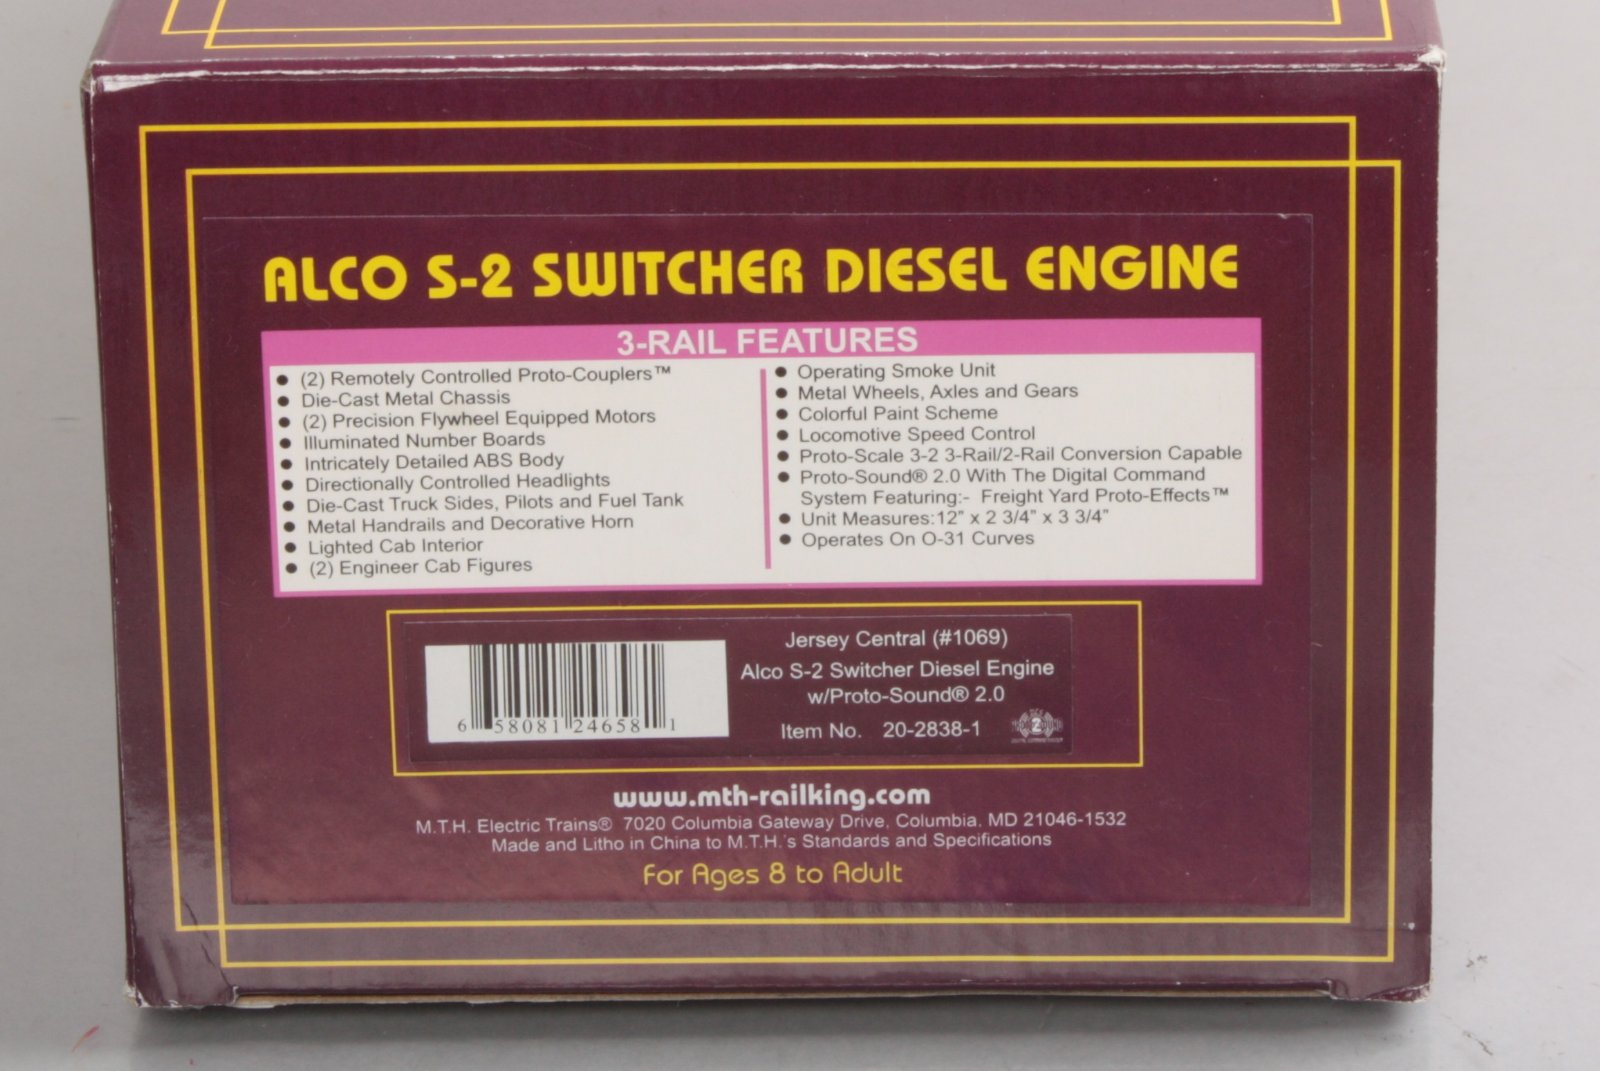 ALCO S-2 SWITCHER DIESEL ENGINE
3-RAIL FEATURES
● (2) Remotely Controlled Proto-Couplers™
● Die-Cast Metal Chassis
● (2) Precision Flywheel Equipped Motors
● Illuminated Number Boards
● Intricately Detailed ABS Body
● Directionally Controlled Headlights
● Die-Cast Truck Sides, Pilots and Fuel Tank
● Metal Handrails and Decorative Horn
● Lighted Cab Interior
● (2) Engineer Cab Figures
● Operating Smoke Unit
● Metal Wheels, Axles and Gears
● Colorful Paint Scheme
● Locomotive Speed Control
● Proto-Scale 3-2 3-Rail/2-Rail Conversion Capable
● Proto-Sound® 2.0 With The Digital Command
System Featuring:- Freight Yard Proto-Effects™
● Unit Measures:12" x 2 3/4" x 3 3/4"
● Operates On O-31 Curves
6 58081 24658 1
Jersey Central (#1069)
Alco S-2 Switcher Diesel Engine
w/Proto-Sound® 2.0
Item No. 20-2838-1
2
www.mth-railking.com
M.T.H. Electric Trains® 7020 Columbia Gateway Drive, Columbia, MD 21046-1532
Made and Litho in China to M.T.H.'s Standards and Specifications
For Ages 8 to Adult